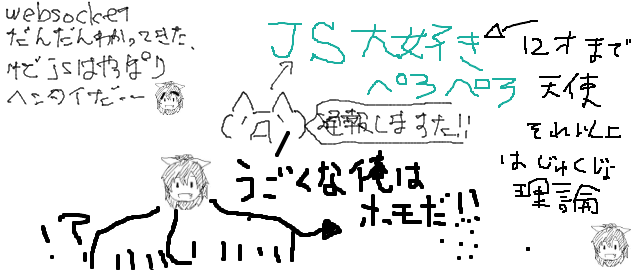 websocket
だんだんわかってきた、
けどjsはやっぱり
ヘンタイだ…
JS大好き
ペロペロ
12才まで
天使
それ以上
はじゅくじょ
理論
通報しますた!!
うごくな俺は
ホモだ!!
!?